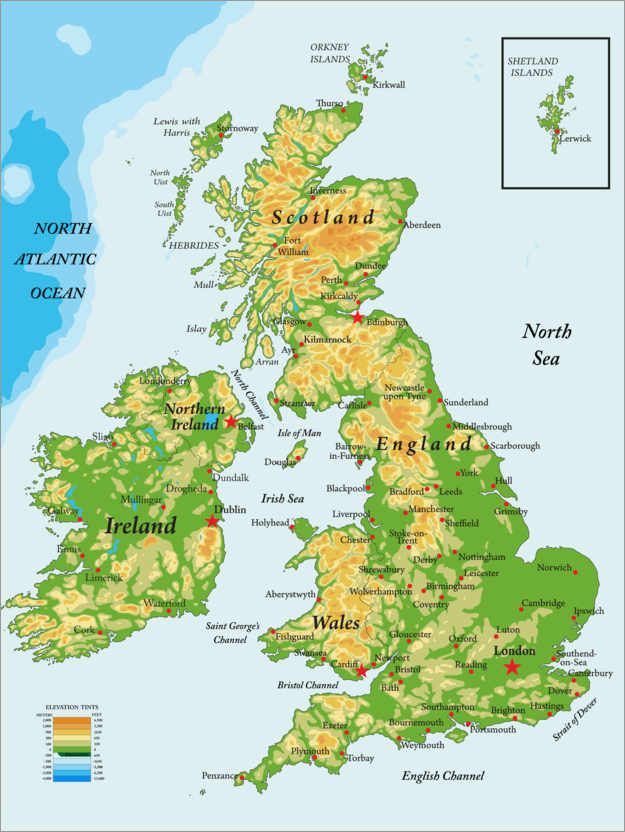 ORKNEY
ISLANDS
Kirkwall
SHETLAND
ISLANDS
Lerwick
Thurso
Lewis with
Harris
Stornoway
North
Uist
South
Uist
Inverness
Scotland
Aberdeen
NORTH
ATLANTIC
OCEAN
HEBRIDES
Fort
William
Dundee
Perth
Mull
Kirkcaldy
Islay
Glasgow
Edinburgh
Kilmarnock
Ayr
Arran
North
Sea
Londonderry
North Channel
Stranraer
Carlisle
Newcastle
upon Tyne
Sunderland
Northern
Ireland
Belfast
Sligo
Isle of Man
Douglas
Middlesbrough
England
Scarborough
Barrow-
in-Furness
Dundalk
York
Hull
Drogheda
Mullingar
Irish Sea
Blackpool
Bradford
Leeds
Galway
Dublin
Ireland
Holyhead
Liverpool
Manchester
Grimsby
Sheffield
Chester
Stoke-on-
Trent
Ennis
Derby
Nottingham
Limerick
Shrewsbury
Leicester
Norwich
Wolverhampton
Birmingham
Aberystwyth
Coventry
Waterford
Cambridge
Ipswich
Cork
Saint George's
Channel
Wales
Fishguard
Gloucester
Luton
Oxford
London
Swansea
Cardiff
Newport
Bristol
Reading
Southend-
on-Sea
Canterbury
Bristol Channel
Bath
Dover
Southampton
Brighton
Hastings
Strait of Dover
Exeter
Bournemouth
Portsmouth
Weymouth
Plymouth
Torbay
Penzance
English Channel
ELEVATION TINTS
METERS
FEET